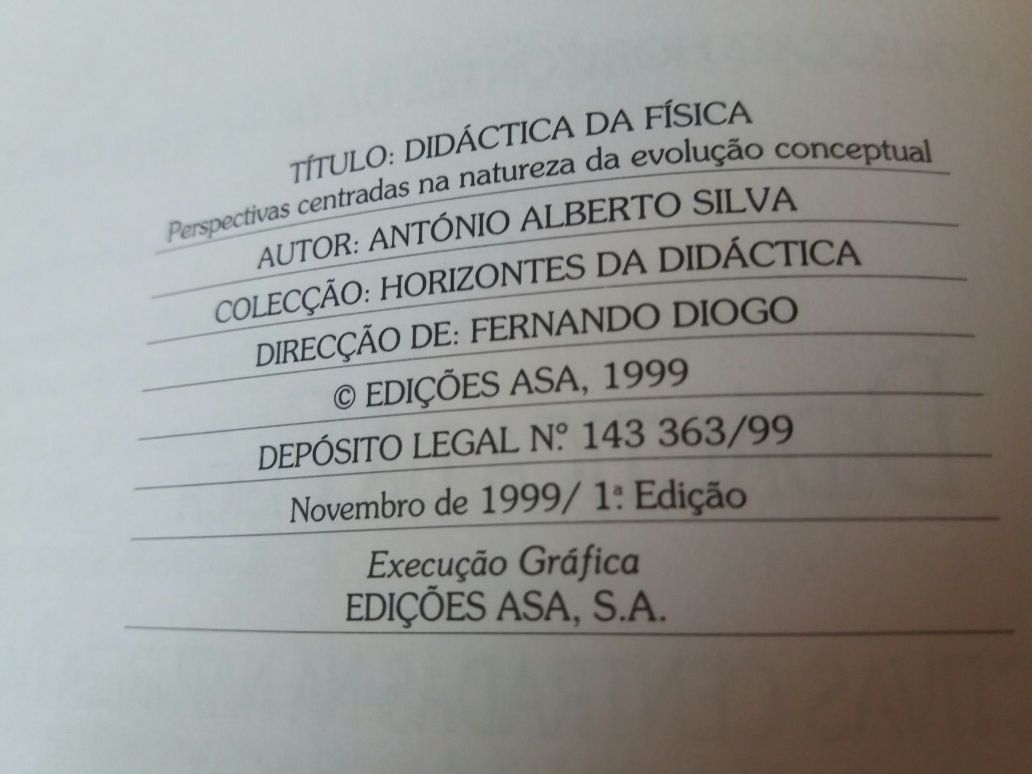 TÍTULO: DIDÁCTICA DA FÍSICA
Perspectivas centradas na natureza da evolução conceptual
AUTOR: ANTÓNIO ALBERTO SILVA
COLECÇÃO: HORIZONTES DA DIDÁCTICA
DIRECÇÃO DE: FERNANDO DIOGO
© EDIÇÕES ASA, 1999
DEPÓSITO LEGAL N.º 143 363/99
Novembro de 1999/ 1.ª Edição
Execução Gráfica
EDIÇÕES ASA, S.A.